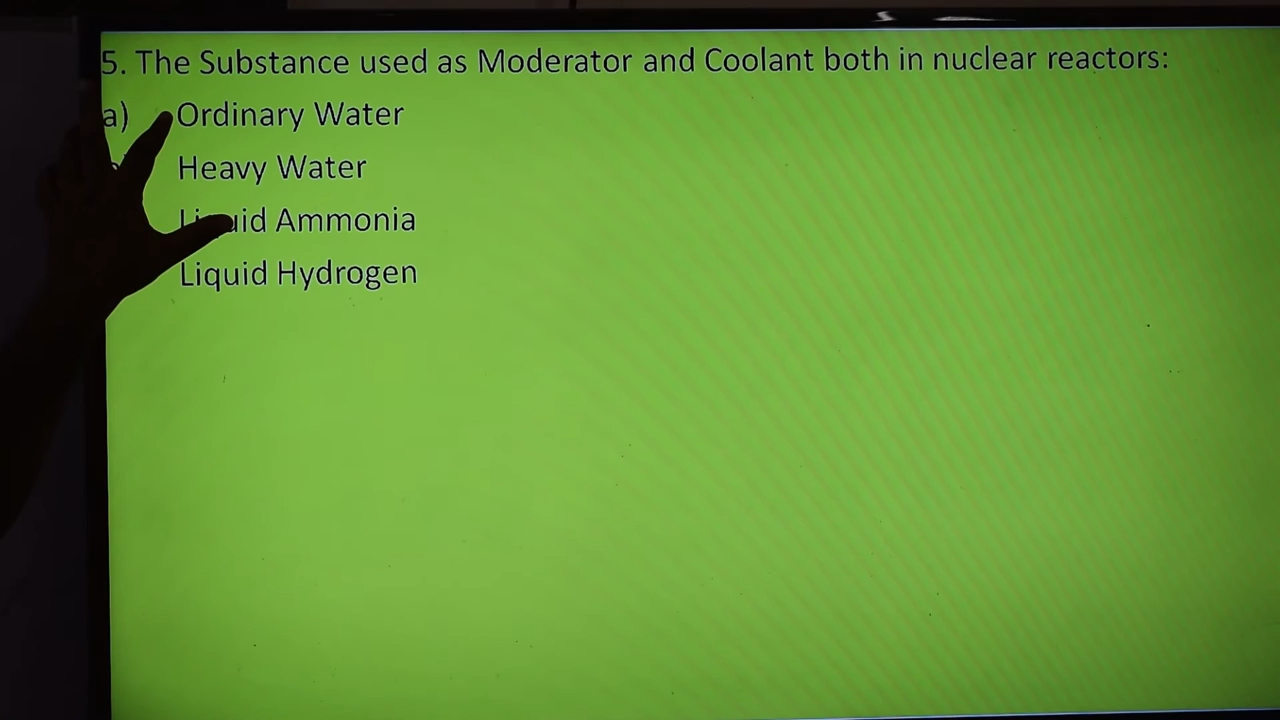 5. The Substance used as Moderator and Coolant both in nuclear reactors:
a) Ordinary Water
Heavy Water
Liquid Ammonia
Liquid Hydrogen